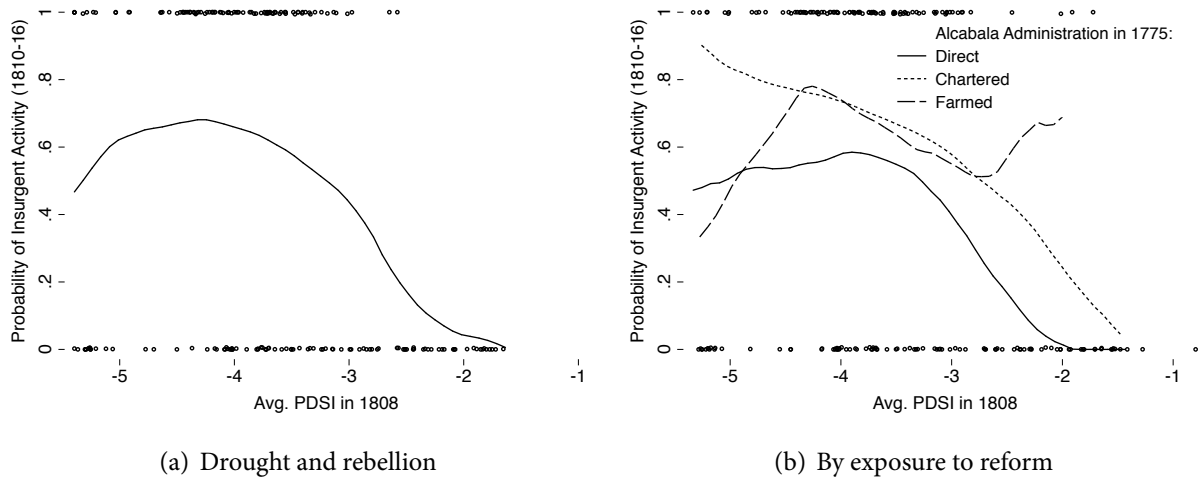 Probability of Insurgent Activity (1810-16)
1
.8
.6
.4
.2
0
-5
-4
-3
-2
-1
Avg. PDSI in 1808
(a) Drought and rebellion
Probability of Insurgent Activity (1810-16)
1
.8
.6
.4
.2
0
Alcabala Administration in 1775:
Direct
Chartered
Farmed
-5
-4
-3
-2
-1
Avg. PDSI in 1808
(b) By exposure to reform